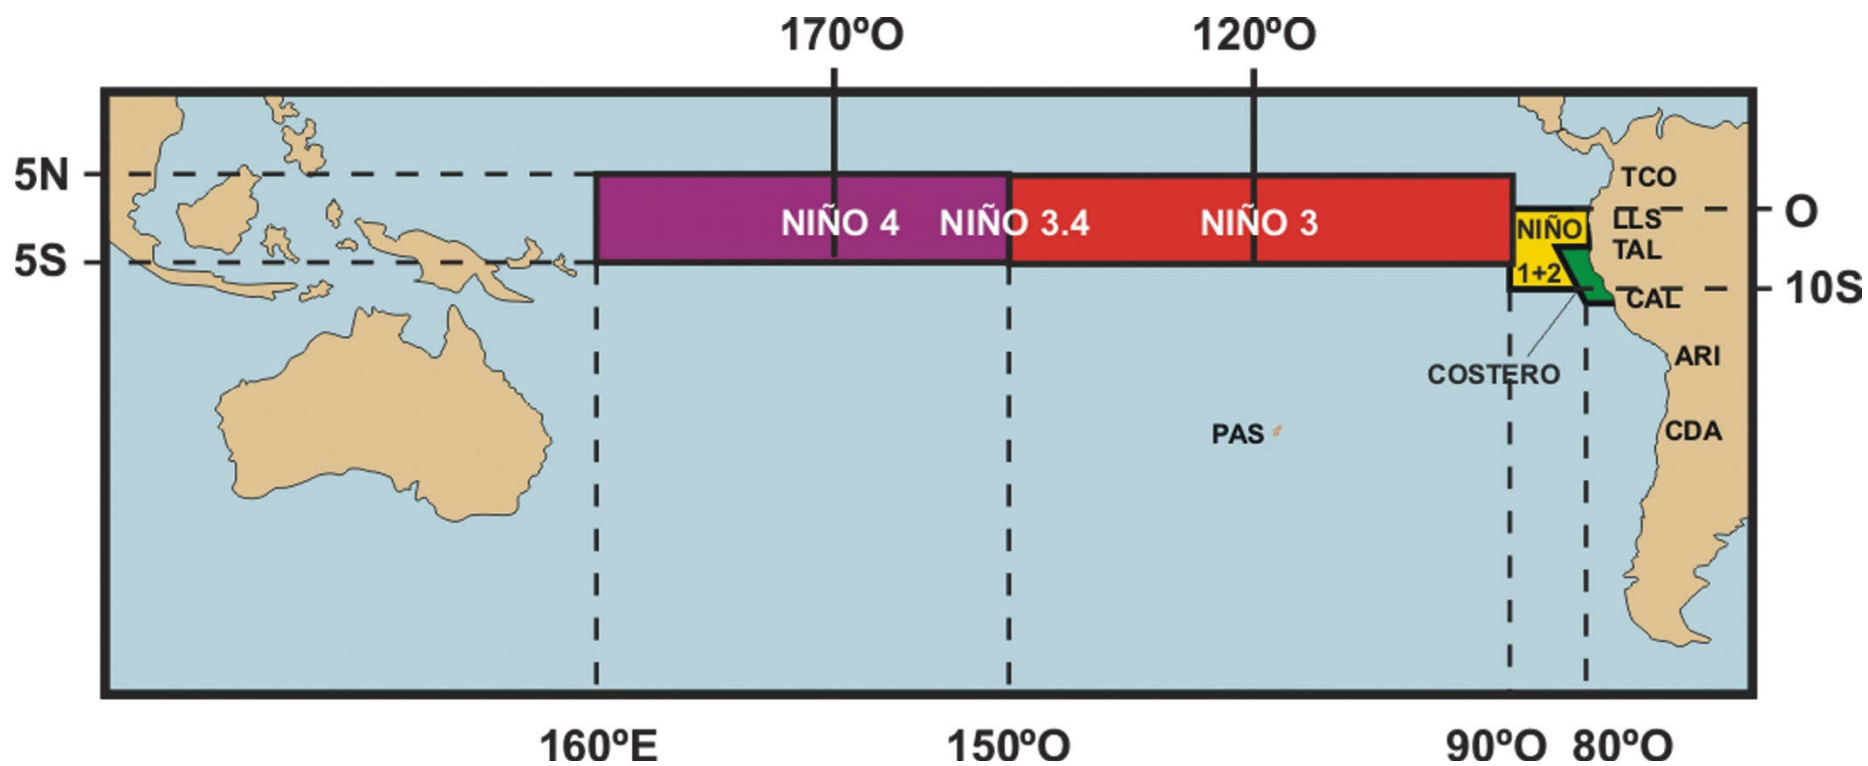 170ºO
120ºO
5N
TCO
NIÑO 4
NIÑO 3.4
NIÑO 3
NIÑO
1+2
LLS
O
TAL
5S
CAL
10S
COSTERO
ARI
PAS
CDA
160ºE
150ºO
90ºO
80ºO